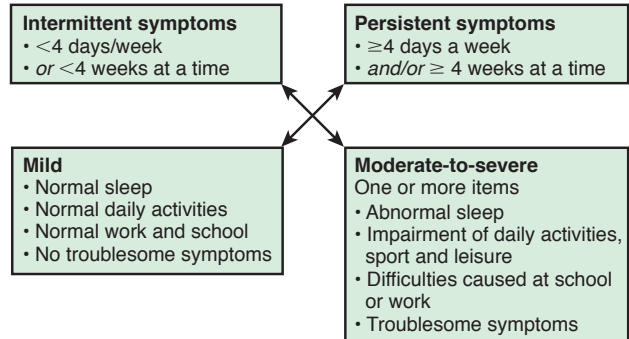 Intermittent symptoms
• <4 days/week
• or <4 weeks at a time
Persistent symptoms
• ≥4 days a week
• and/or ≥ 4 weeks at a time
Mild
• Normal sleep
• Normal daily activities
• Normal work and school
• No troublesome symptoms
Moderate-to-severe
One or more items
• Abnormal sleep
• Impairment of daily activities,
sport and leisure
• Difficulties caused at school
or work
• Troublesome symptoms